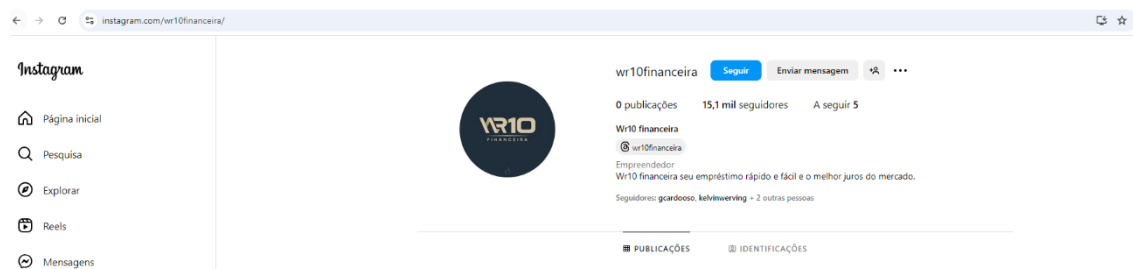 instagram.com/wr10financeira/
Instagram
Página inicial
Pesquisa
Explorar
Reels
Mensagens
WR10
FINANCEIRA
wr10financeira Seguir Enviar mensagem
0 publicações 15,1 mil seguidores A seguir 5
Wr10 financeira
wr10financeira
Empreendedor
Wr10 financeira seu empréstimo rápido e fácil e o melhor juros do mercado.
Seguidores: gcardooso, kelvinwerving + 2 outras pessoas
PUBLICAÇÕES IDENTIFICAÇÕES